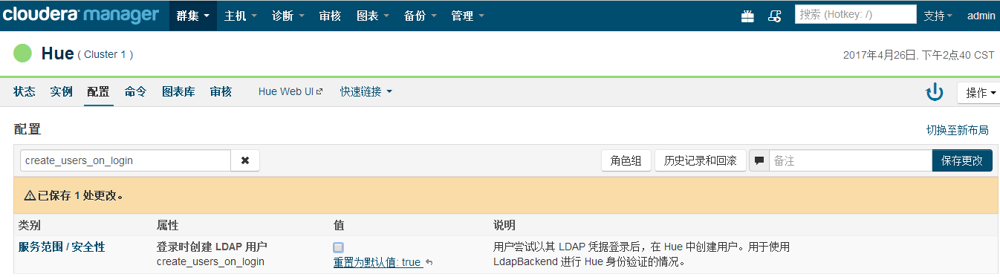 cloudera manager 群集 主机 诊断 审核 图表 备份 管理 搜索 (Hotkey: /) 支持 admin
Hue ( Cluster 1 ) 2017年4月26日, 下午2点40 CST
状态 实例 配置 命令 图表库 审核 Hue Web UI 快速链接 操作
配置 切换至新布局
create_users_on_login 角色组 历史记录和回滚 备注 保存更改
已保存 1 处更改。
类别 属性 值 说明
服务范围 / 安全性 登录时创建 LDAP 用户 用户尝试以其 LDAP 凭据登录后，在 Hue 中创建用户。用于使用
create_users_on_login 重置为默认值: true LdapBackend 进行 Hue 身份验证的情况。